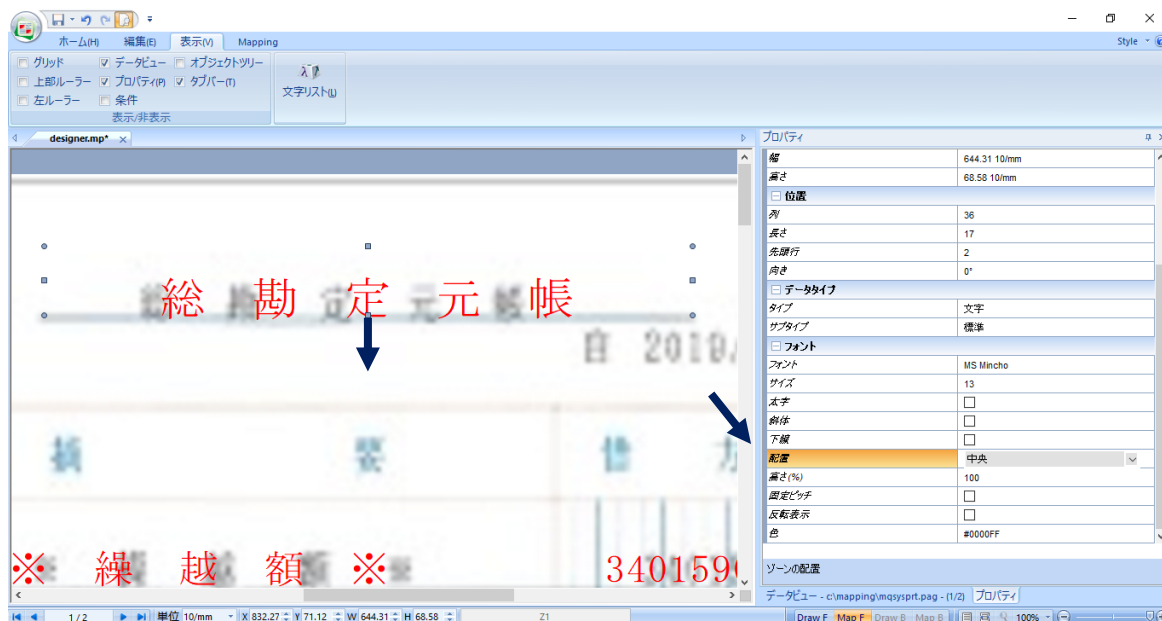 ホーム(H) 編集(E) 表示(V) Mapping Style
グリッド データビュー オブジェクトツリー
上部ルーラー プロパティ(P) タブバー(T)
左ルーラー 条件
表示/非表示
文字リスト(L)
designer.mp*
総 勘 定 元 帳
自 2019/
摘 要 借 方
※ 繰 越 額 ※
3401590
プロパティ
幅 644.31 10/mm
高さ 68.58 10/mm
位置
列 36
長さ 17
先頭行 2
向き 0°
データタイプ
タイプ 文字
サブタイプ 標準
フォント
フォント MS Mincho
サイズ 13
太字
斜体
下線
配置 中央
高さ(%) 100
固定ピッチ
反転表示
色 #0000FF
ゾーンの配置
データビュー - c:\mapping\mqsysprt.pag - (1/2) プロパティ
1 / 2 単位 10/mm X 832.27 Y 71.12 W 644.31 H 68.58 Z1 Draw F Map F Draw B Map B 100%